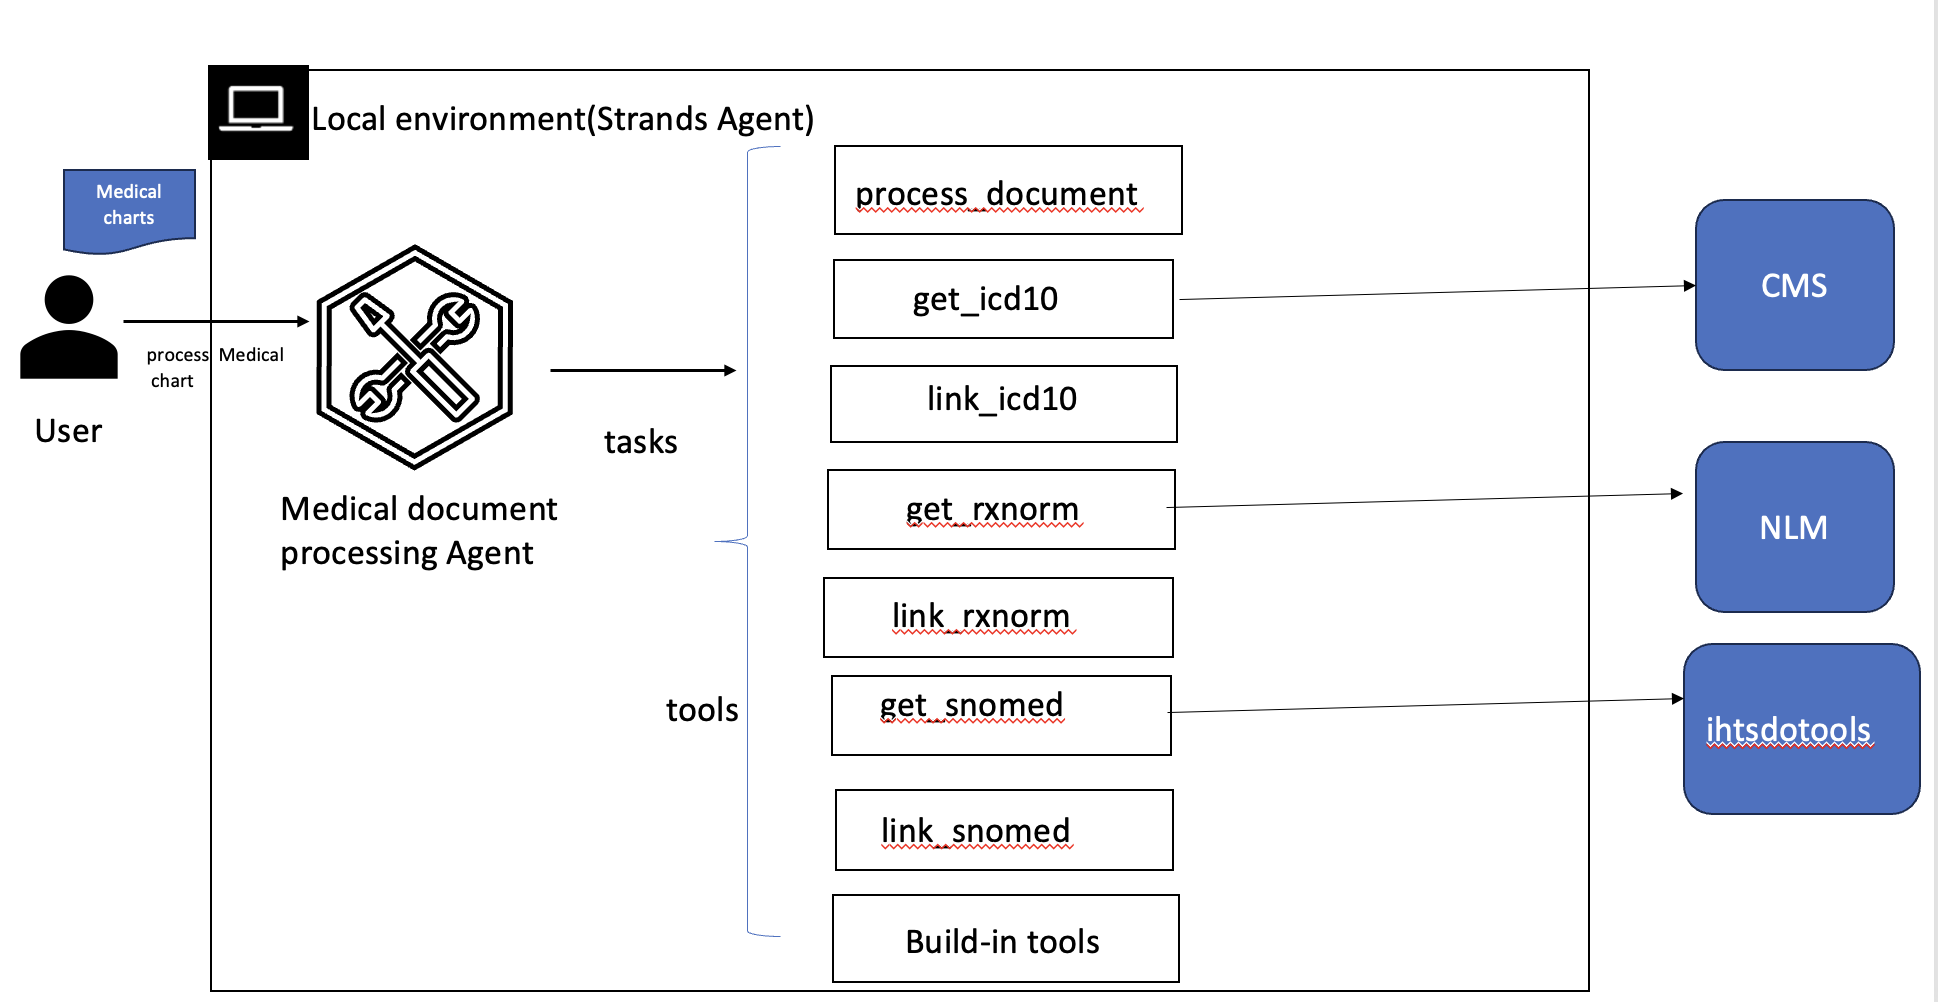 Local environment(Strands Agent)
Medical
charts
process Medical
chart
User
Medical document
processing Agent
tasks
tools
process_document
get_icd10
link_icd10
get_rxnorm
link_rxnorm
get_snomed
link_snomed
Build-in tools
CMS
NLM
ihtsdotools